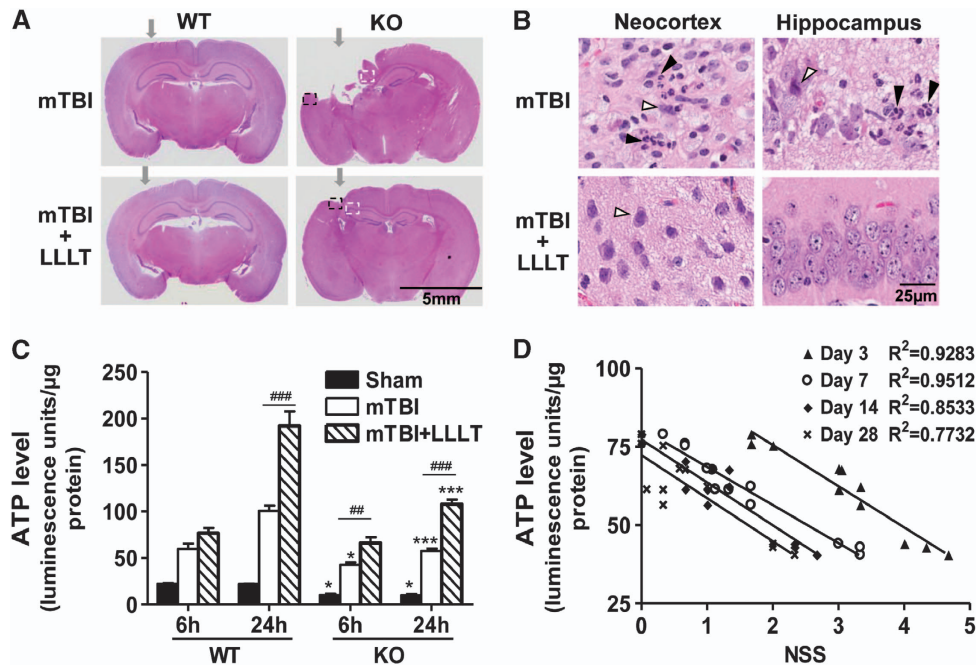 A
WT
KO
mTBI
mTBI
+
LLLT
5mm
B
Neocortex
Hippocampus
mTBI
mTBI
+
LLLT
25µm
C
ATP level
(luminescence units/µg
protein)
250
200
150
100
50
0
Sham
mTBI
mTBI+LLLT
###
##
###
* * * *** ***
6h 24h 6h 24h
WT KO
D
ATP level
(luminescence units/µg
protein)
100
75
50
25
Day 3 R²=0.9283
Day 7 R²=0.9512
Day 14 R²=0.8533
Day 28 R²=0.7732
0 1 2 3 4 5
NSS